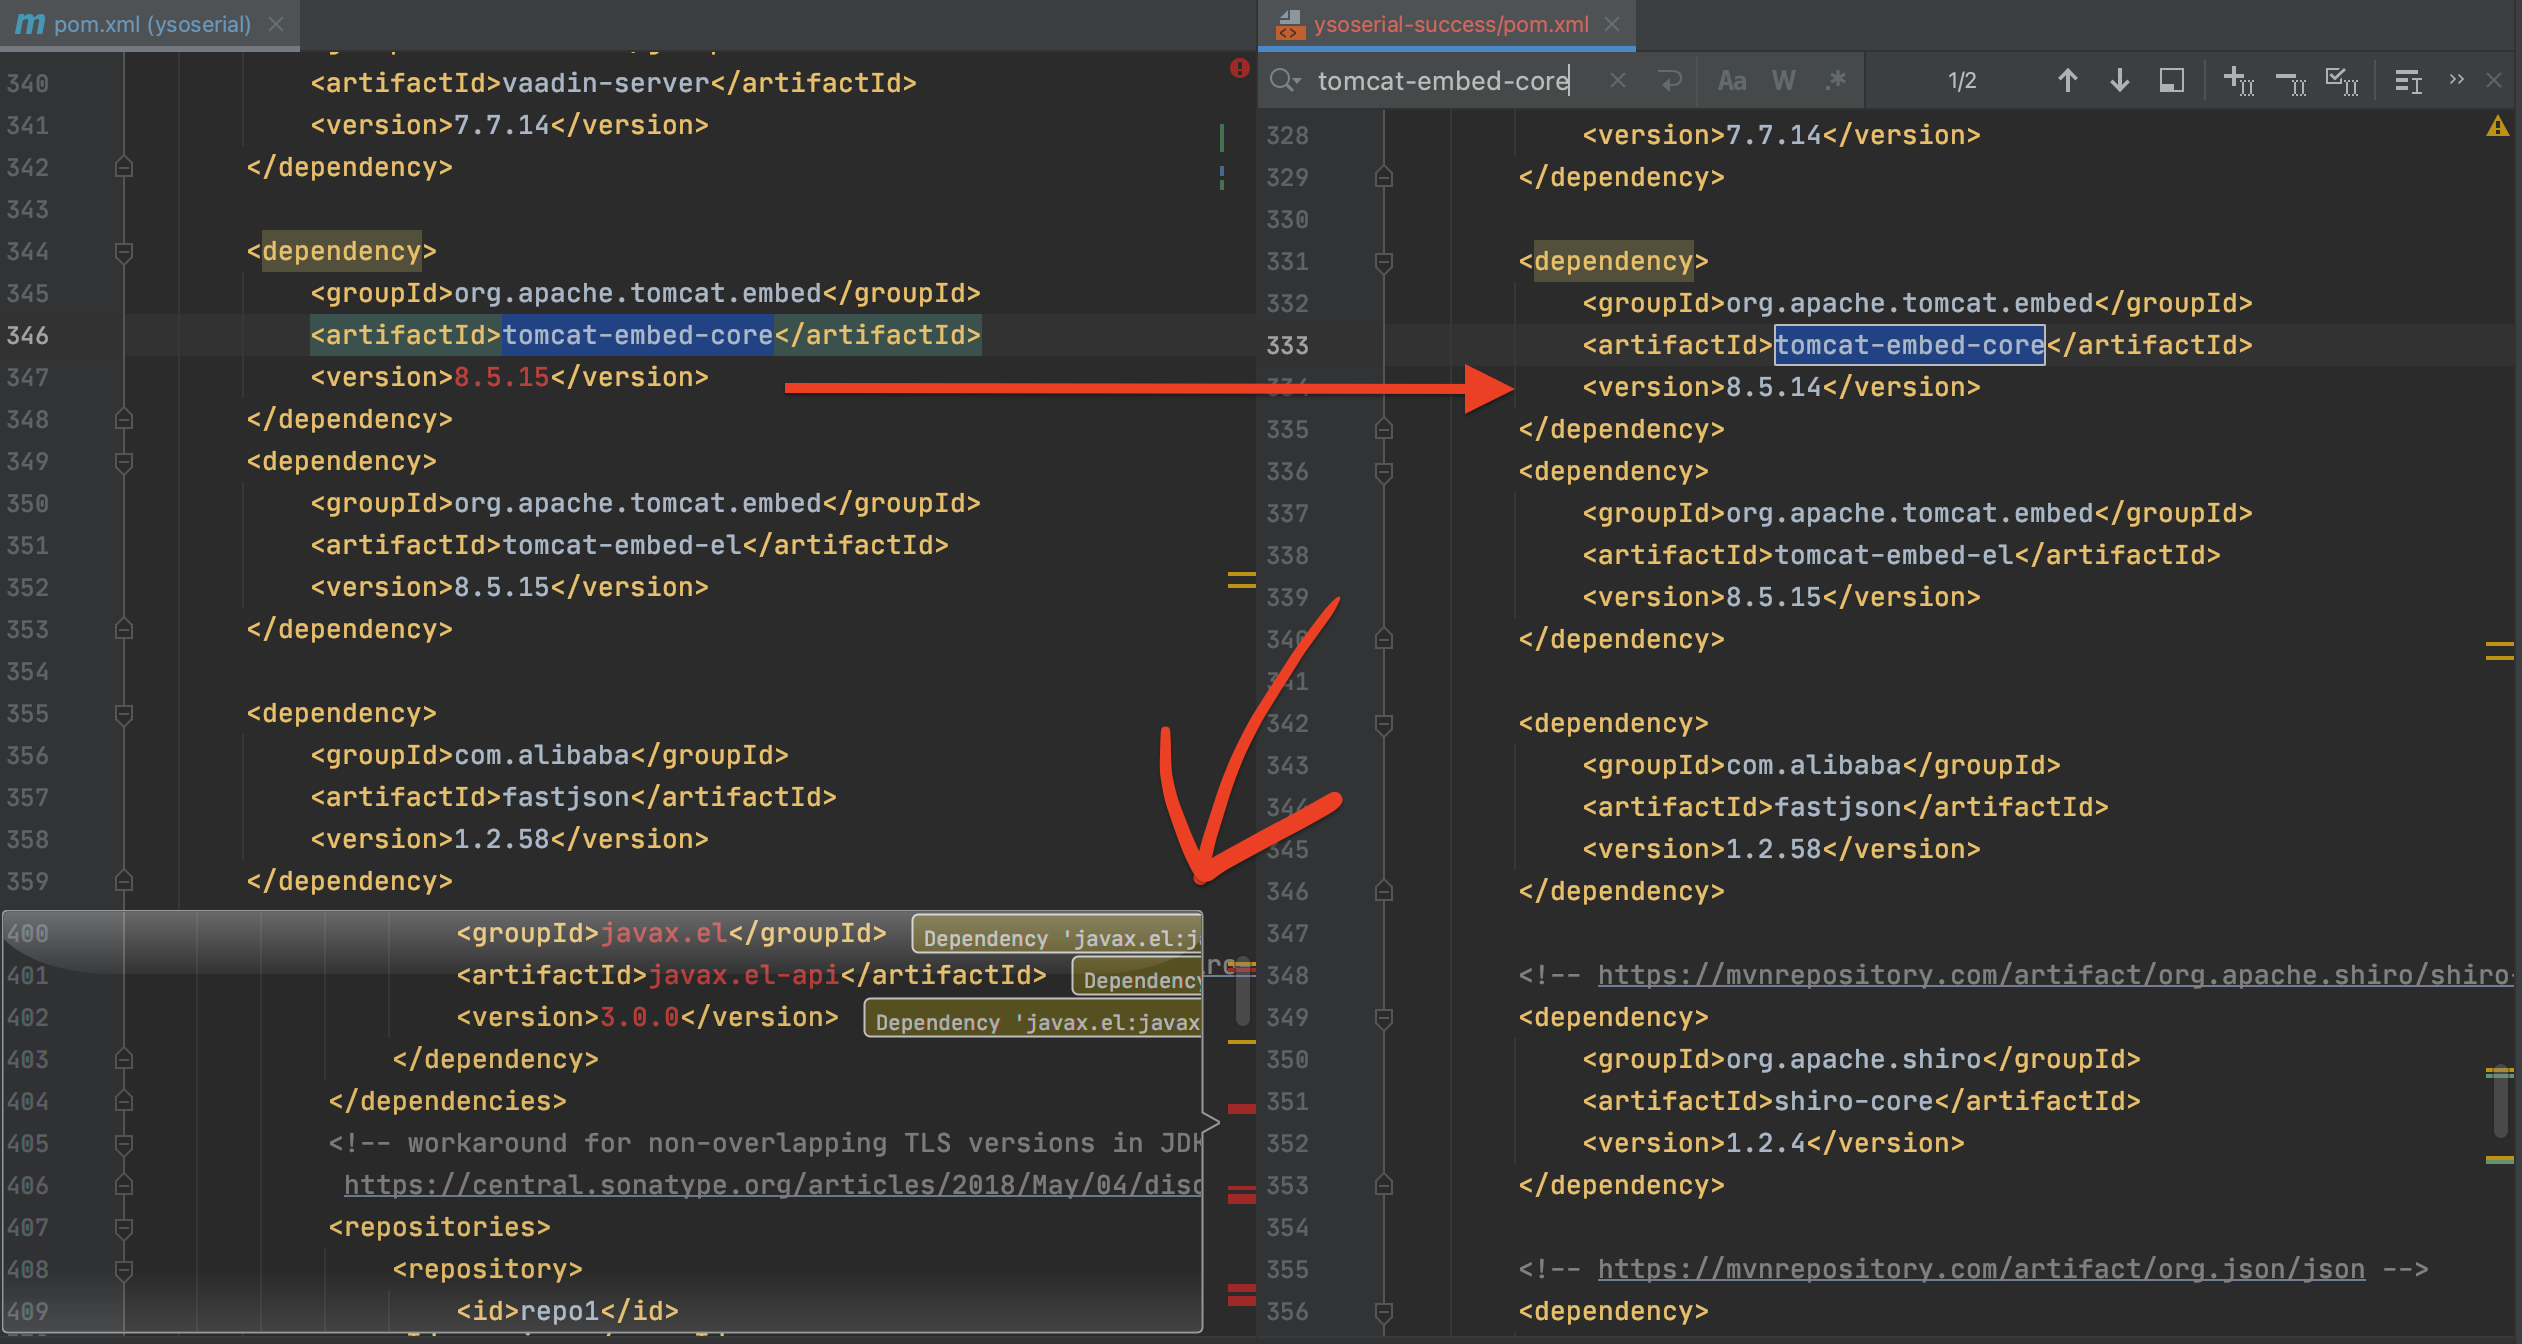 pom.xml (ysoserial)
340 <artifactId>vaadin-server</artifactId>
341 <version>7.7.14</version>
342 </dependency>
343
344 <dependency>
345 <groupId>org.apache.tomcat.embed</groupId>
346 <artifactId>tomcat-embed-core</artifactId>
347 <version>8.5.15</version>
348 </dependency>
349 <dependency>
350 <groupId>org.apache.tomcat.embed</groupId>
351 <artifactId>tomcat-embed-el</artifactId>
352 <version>8.5.15</version>
353 </dependency>
354
355 <dependency>
356 <groupId>com.alibaba</groupId>
357 <artifactId>fastjson</artifactId>
358 <version>1.2.58</version>
359 </dependency>
400 <groupId>javax.el</groupId> Dependency 'javax.el:j
401 <artifactId>javax.el-api</artifactId> Dependency
402 <version>3.0.0</version> Dependency 'javax.el:javax
403 </dependency>
404 </dependencies>
405 <!-- workaround for non-overlapping TLS versions in JDK
406 https://central.sonatype.org/articles/2018/May/04/disc
407 <repositories>
408 <repository>
409 <id>repo1</id>
ysoserial-success/pom.xml
tomcat-embed-core Aa W .* 1/2
328 <version>7.7.14</version>
329 </dependency>
330
331 <dependency>
332 <groupId>org.apache.tomcat.embed</groupId>
333 <artifactId>tomcat-embed-core</artifactId>
334 <version>8.5.14</version>
335 </dependency>
336 <dependency>
337 <groupId>org.apache.tomcat.embed</groupId>
338 <artifactId>tomcat-embed-el</artifactId>
339 <version>8.5.15</version>
340 </dependency>
341
342 <dependency>
343 <groupId>com.alibaba</groupId>
344 <artifactId>fastjson</artifactId>
345 <version>1.2.58</version>
346 </dependency>
347
348 <!-- https://mvnrepository.com/artifact/org.apache.shiro/shiro-
349 <dependency>
350 <groupId>org.apache.shiro</groupId>
351 <artifactId>shiro-core</artifactId>
352 <version>1.2.4</version>
353 </dependency>
354
355 <!-- https://mvnrepository.com/artifact/org.json/json -->
356 <dependency>